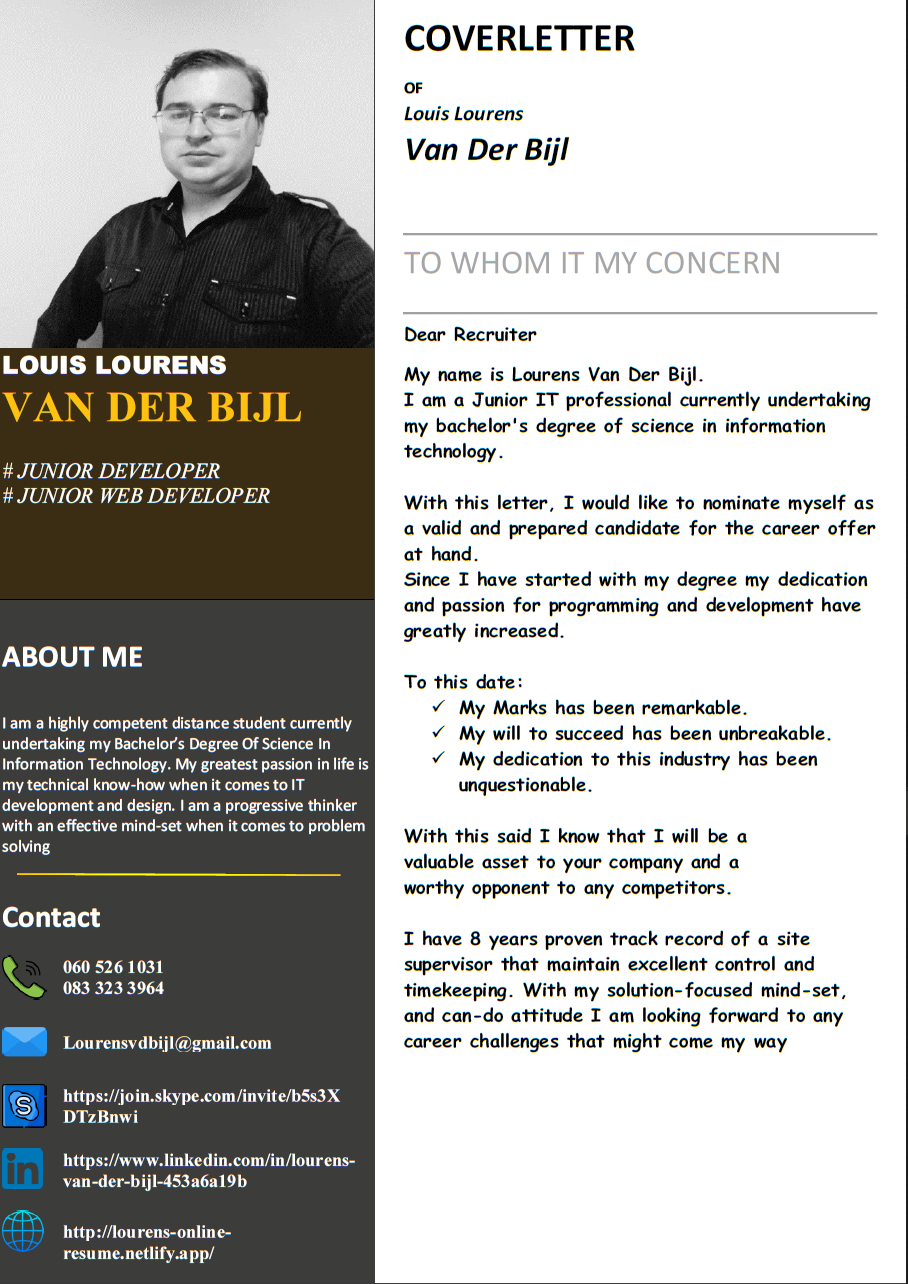 LOUIS LOURENS
VAN DER BIJL
# JUNIOR DEVELOPER
# JUNIOR WEB DEVELOPER
ABOUT ME
I am a highly competent distance student currently
undertaking my Bachelor’s Degree Of Science In
Information Technology. My greatest passion in life is
my technical know-how when it comes to IT
development and design. I am a progressive thinker
with an effective mind-set when it comes to problem
solving
Contact
060 526 1031
083 323 3964
Lourensvdbijl@gmail.com
https://join.skype.com/invite/b5s3X
DTzBnwi
https://www.linkedin.com/in/lourens-
van-der-bijl-453a6a19b
http://lourens-online-
resume.netlify.app/
COVERLETTER
OF
Louis Lourens
Van Der Bijl
TO WHOM IT MY CONCERN
Dear Recruiter
My name is Lourens Van Der Bijl.
I am a Junior IT professional currently undertaking
my bachelor's degree of science in information
technology.
With this letter, I would like to nominate myself as
a valid and prepared candidate for the career offer
at hand.
Since I have started with my degree my dedication
and passion for programming and development have
greatly increased.
To this date:
✓ My Marks has been remarkable.
✓ My will to succeed has been unbreakable.
✓ My dedication to this industry has been
unquestionable.
With this said I know that I will be a
valuable asset to your company and a
worthy opponent to any competitors.
I have 8 years proven track record of a site
supervisor that maintain excellent control and
timekeeping. With my solution-focused mind-set,
and can-do attitude I am looking forward to any
career challenges that might come my way